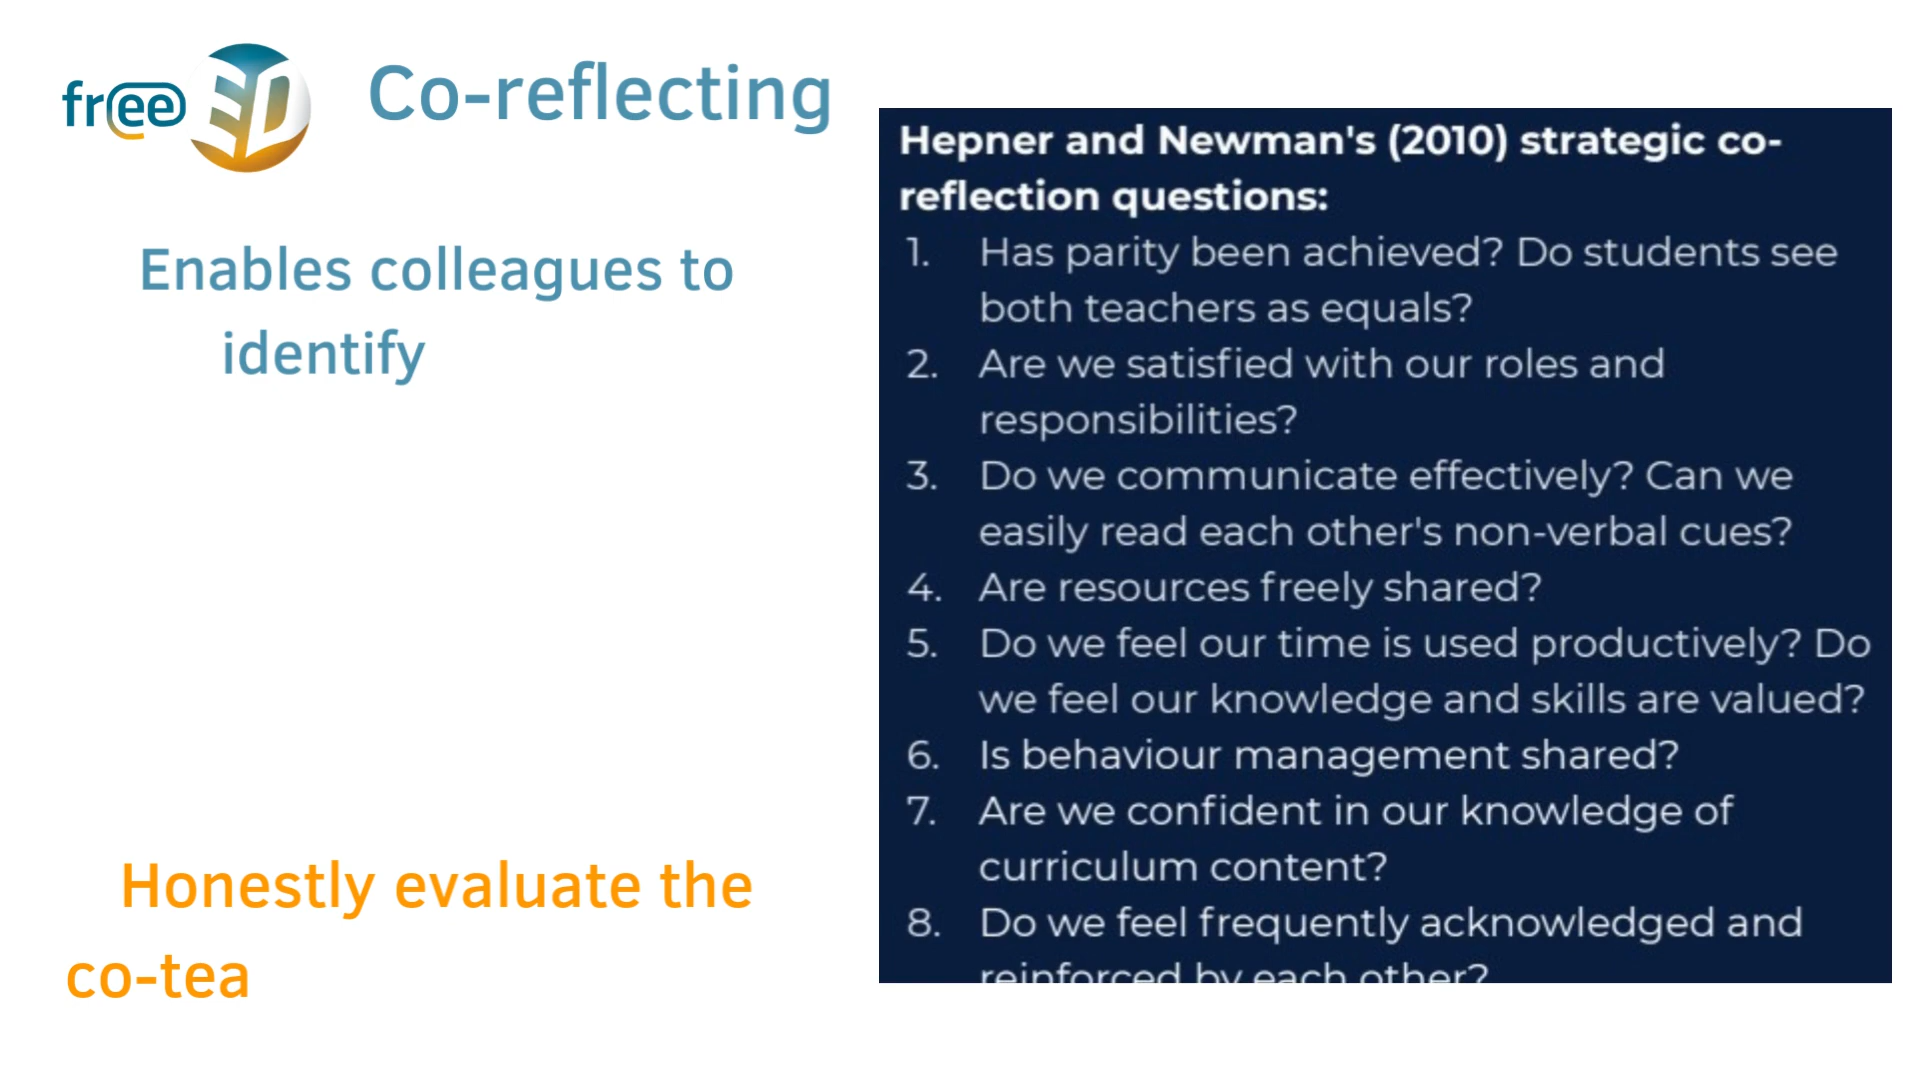 free 3D
Co-reflecting
Enables colleagues to
identify
Honestly evaluate the
co-tea
Hepner and Newman's (2010) strategic co-
reflection questions:
1. Has parity been achieved? Do students see
both teachers as equals?
2. Are we satisfied with our roles and
responsibilities?
3. Do we communicate effectively? Can we
easily read each other's non-verbal cues?
4. Are resources freely shared?
5. Do we feel our time is used productively? Do
we feel our knowledge and skills are valued?
6. Is behaviour management shared?
7. Are we confident in our knowledge of
curriculum content?
8. Do we feel frequently acknowledged and
reinforced by each other?